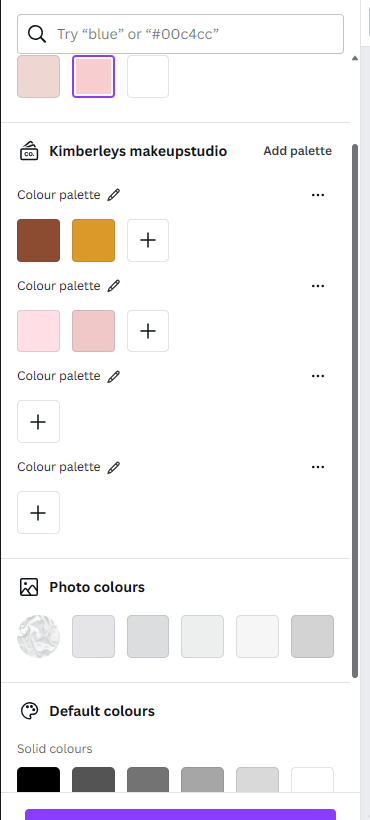 Try “blue” or “#00c4cc”
CO.
Kimberleys makeupstudio
Add palette
Colour palette
Colour palette
Colour palette
Colour palette
Photo colours
Default colours
Solid colours